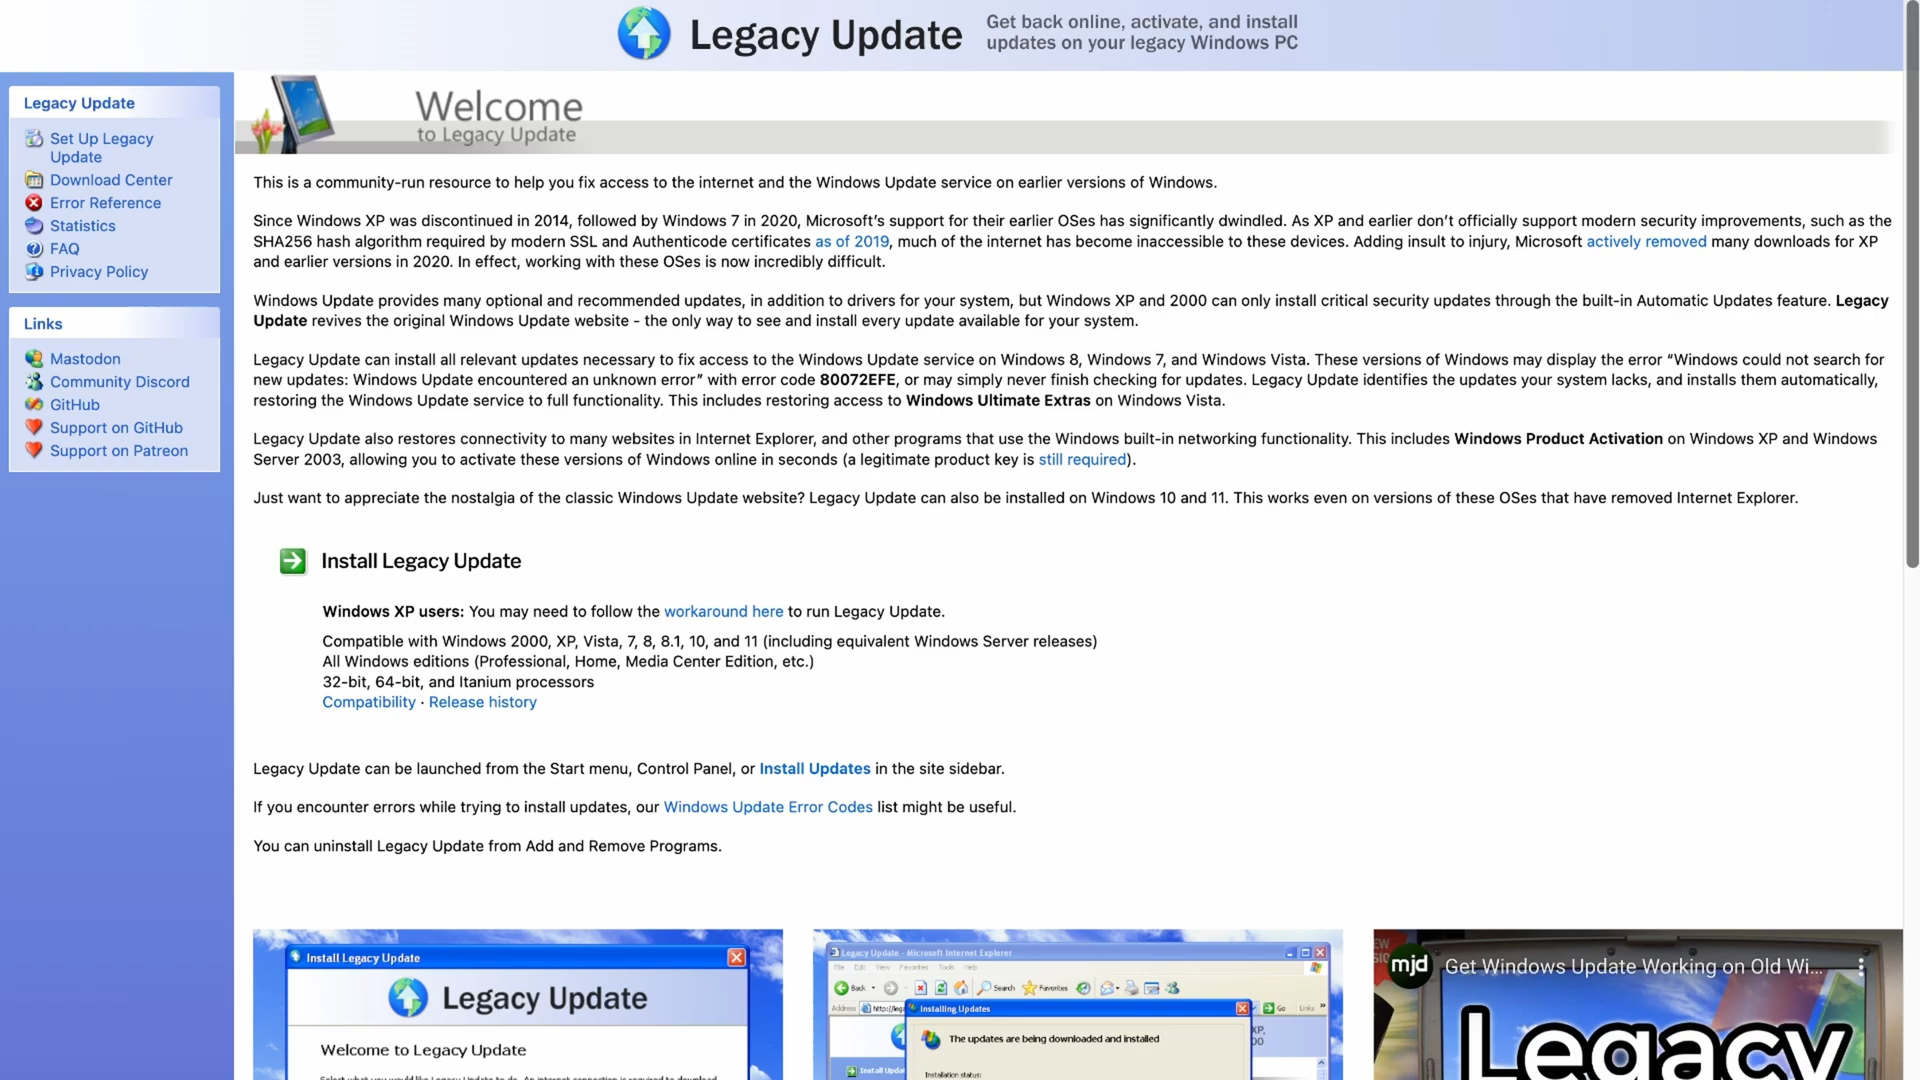 Legacy Update
Get back online, activate, and install
updates on your legacy Windows PC
Legacy Update
Set Up Legacy
Update
Download Center
Error Reference
Statistics
FAQ
Privacy Policy
Links
Mastodon
Community Discord
GitHub
Support on GitHub
Support on Patreon
Welcome
to Legacy Update
This is a community-run resource to help you fix access to the internet and the Windows Update service on earlier versions of Windows.
Since Windows XP was discontinued in 2014, followed by Windows 7 in 2020, Microsoft’s support for their earlier OSes has significantly dwindled. As XP and earlier don’t officially support modern security improvements, such as the
SHA256 hash algorithm required by modern SSL and Authenticode certificates as of 2019, much of the internet has become inaccessible to these devices. Adding insult to injury, Microsoft actively removed many downloads for XP
and earlier versions in 2020. In effect, working with these OSes is now incredibly difficult.
Windows Update provides many optional and recommended updates, in addition to drivers for your system, but Windows XP and 2000 can only install critical security updates through the built-in Automatic Updates feature. Legacy
Update revives the original Windows Update website - the only way to see and install every update available for your system.
Legacy Update can install all relevant updates necessary to fix access to the Windows Update service on Windows 8, Windows 7, and Windows Vista. These versions of Windows may display the error “Windows could not search for
new updates: Windows Update encountered an unknown error” with error code 80072EFE, or may simply never finish checking for updates. Legacy Update identifies the updates your system lacks, and installs them automatically,
restoring the Windows Update service to full functionality. This includes restoring access to Windows Ultimate Extras on Windows Vista.
Legacy Update also restores connectivity to many websites in Internet Explorer, and other programs that use the Windows built-in networking functionality. This includes Windows Product Activation on Windows XP and Windows
Server 2003, allowing you to activate these versions of Windows online in seconds (a legitimate product key is still required).
Just want to appreciate the nostalgia of the classic Windows Update website? Legacy Update can also be installed on Windows 10 and 11. This works even on versions of these OSes that have removed Internet Explorer.
Install Legacy Update
Windows XP users: You may need to follow the workaround here to run Legacy Update.
Compatible with Windows 2000, XP, Vista, 7, 8, 8.1, 10, and 11 (including equivalent Windows Server releases)
All Windows editions (Professional, Home, Media Center Edition, etc.)
32-bit, 64-bit, and Itanium processors
Compatibility · Release history
Legacy Update can be launched from the Start menu, Control Panel, or Install Updates in the site sidebar.
If you encounter errors while trying to install updates, our Windows Update Error Codes list might be useful.
You can uninstall Legacy Update from Add and Remove Programs.
Install Legacy Update
Legacy Update
Welcome to Legacy Update
Legacy Update - Microsoft Internet Explorer
File Edit View Favorites Tools Help
Back Search Favorites
Address Go Links »
Installing Updates
The updates are being downloaded and installed
Installation status:
mjd
Get Windows Update Working on Old Wi...
Legacy